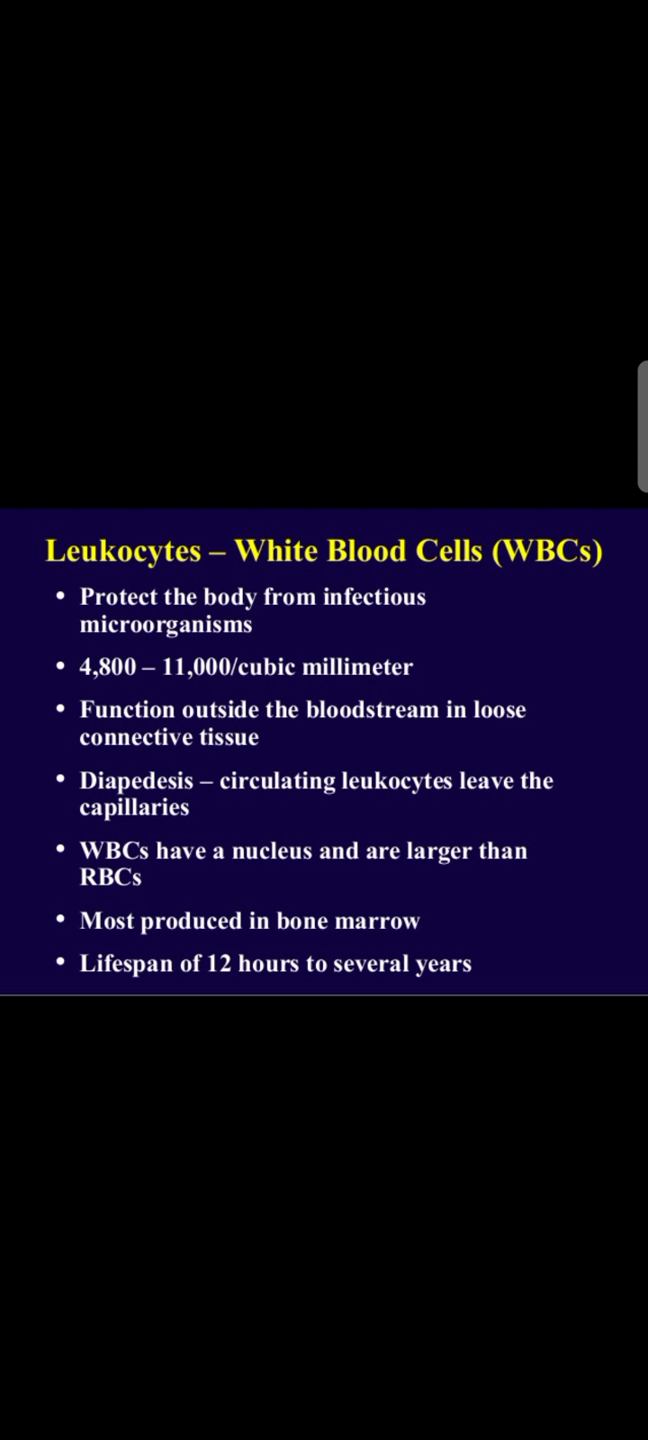 Leukocytes – White Blood Cells (WBCs)
• Protect the body from infectious
microorganisms
• 4,800 – 11,000/cubic millimeter
• Function outside the bloodstream in loose
connective tissue
• Diapedesis – circulating leukocytes leave the
capillaries
• WBCs have a nucleus and are larger than
RBCs
• Most produced in bone marrow
• Lifespan of 12 hours to several years